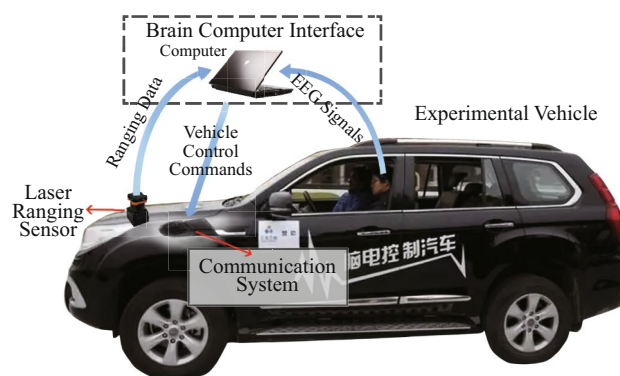 Brain Computer Interface
Computer
Ranging Data
EEG Signals
Vehicle
Control
Commands
Experimental Vehicle
Laser
Ranging
Sensor
Communication
System
脑电控制汽车